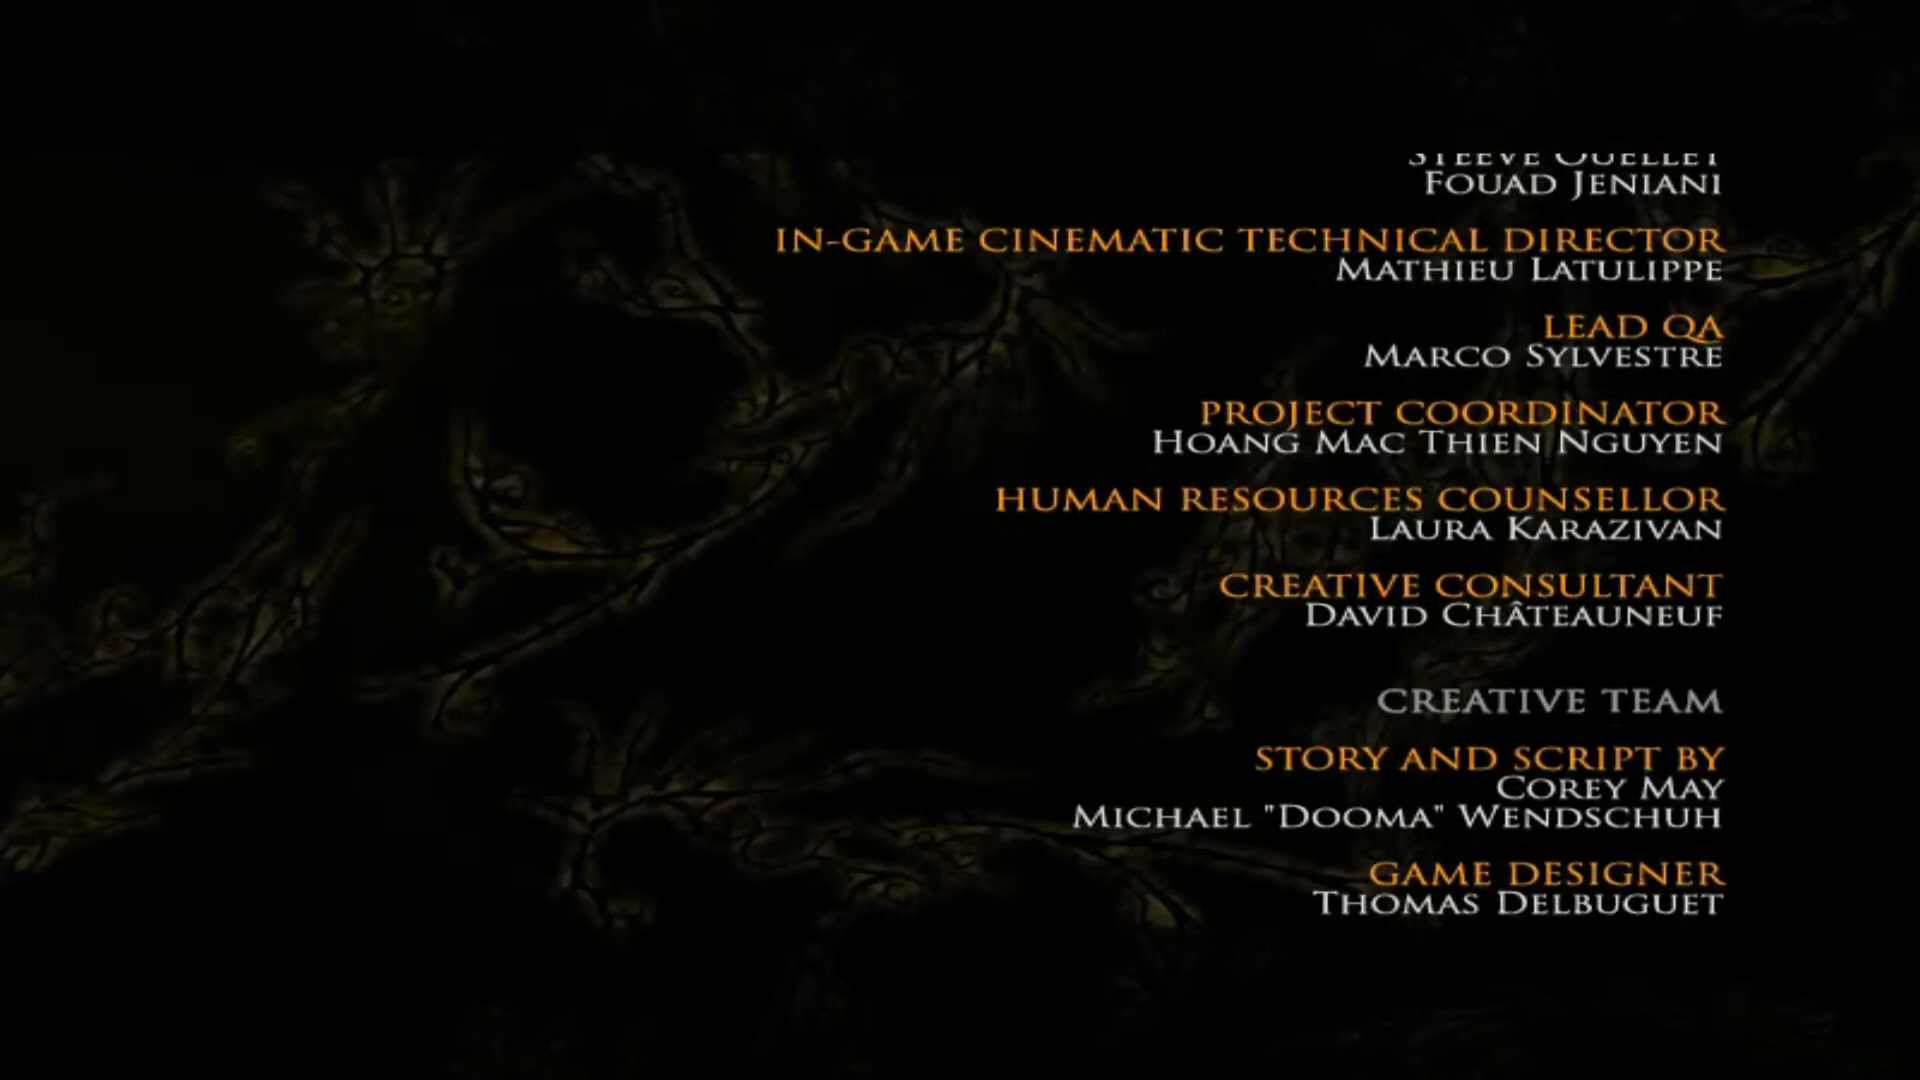 Steeve Ouellet
Fouad Jeniani
IN-GAME CINEMATIC TECHNICAL DIRECTOR
Mathieu Latulippe
LEAD QA
Marco Sylvestre
PROJECT COORDINATOR
Hoang Mac Thien Nguyen
HUMAN RESOURCES COUNSELLOR
Laura Karazivan
CREATIVE CONSULTANT
David Châteauneuf
CREATIVE TEAM
STORY AND SCRIPT BY
Corey May
Michael "Dooma" Wendschuh
GAME DESIGNER
Thomas Delbuguet